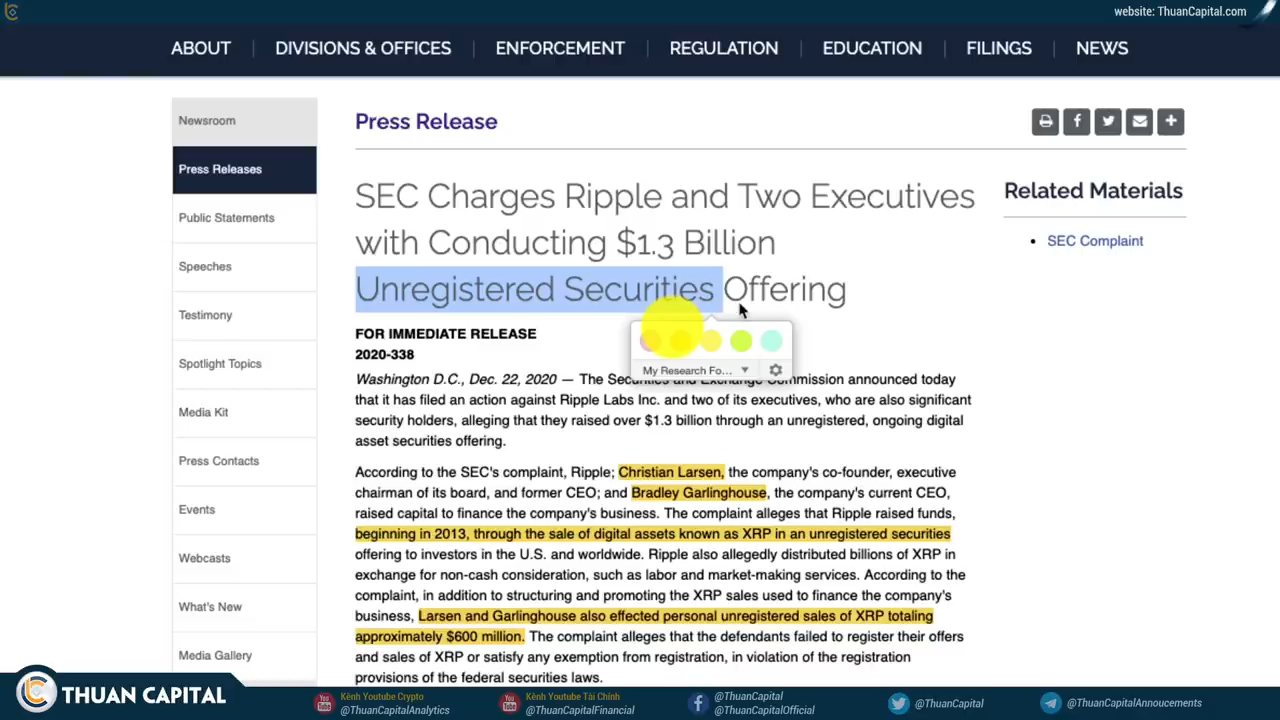 website: ThuanCapital.com
ABOUT
DIVISIONS & OFFICES
ENFORCEMENT
REGULATION
EDUCATION
FILINGS
NEWS
Newsroom
Press Releases
Public Statements
Speeches
Testimony
Spotlight Topics
Media Kit
Press Contacts
Events
Webcasts
What's New
Media Gallery
Press Release
SEC Charges Ripple and Two Executives
with Conducting $1.3 Billion
Unregistered Securities Offering
FOR IMMEDIATE RELEASE
2020-338
My Research Fo...
Washington D.C., Dec. 22, 2020 — The Securities and Exchange Commission announced today
that it has filed an action against Ripple Labs Inc. and two of its executives, who are also significant
security holders, alleging that they raised over $1.3 billion through an unregistered, ongoing digital
asset securities offering.
According to the SEC's complaint, Ripple; Christian Larsen, the company's co-founder, executive
chairman of its board, and former CEO; and Bradley Garlinghouse, the company's current CEO,
raised capital to finance the company's business. The complaint alleges that Ripple raised funds,
beginning in 2013, through the sale of digital assets known as XRP in an unregistered securities
offering to investors in the U.S. and worldwide. Ripple also allegedly distributed billions of XRP in
exchange for non-cash consideration, such as labor and market-making services. According to the
complaint, in addition to structuring and promoting the XRP sales used to finance the company's
business, Larsen and Garlinghouse also effected personal unregistered sales of XRP totaling
approximately $600 million. The complaint alleges that the defendants failed to register their offers
and sales of XRP or satisfy any exemption from registration, in violation of the registration
provisions of the federal securities laws.
Related Materials
SEC Complaint
THUAN CAPITAL
You Tube
Kênh Youtube Crypto
@ThuanCapitalAnalytics
You Tube
Kênh Youtube Tài Chính
@ThuanCapitalFinancial
@ThuanCapital
@ThuanCapitalOfficial
@ThuanCapital
@ThuanCapitalAnnoucements